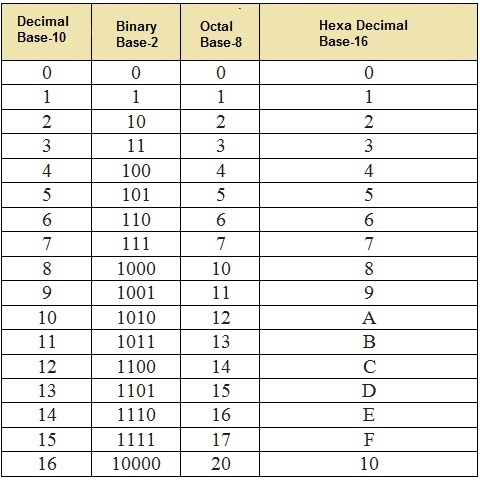 Decimal Binary Octal Hexa Decimal
Base-10 Base-2 Base-8 Base-16
0 0 0 0
1 1 1 1
2 10 2 2
3 11 3 3
4 100 4 4
5 101 5 5
6 110 6 6
7 111 7 7
8 1000 10 8
9 1001 11 9
10 1010 12 A
11 1011 13 B
12 1100 14 C
13 1101 15 D
14 1110 16 E
15 1111 17 F
16 10000 20 10